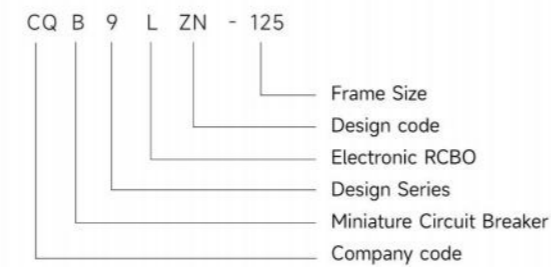 CQ B 9 L ZN - 125
Frame Size
Design code
Electronic RCBO
Design Series
Miniature Circuit Breaker
Company code